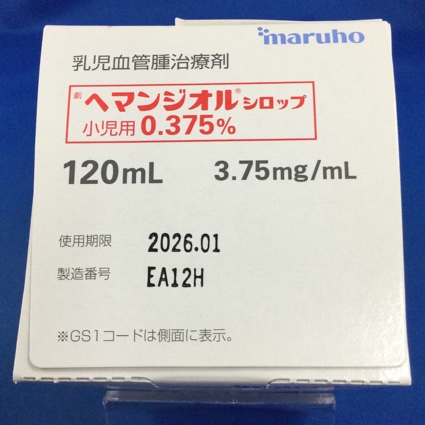 maruho
乳児血管腫治療剤
劇 ヘマンジオル®シロップ
小児用 0.375%
120mL 3.75mg/mL
使用期限 2026.01
製造番号 EA12H
※GS1コードは側面に表示。